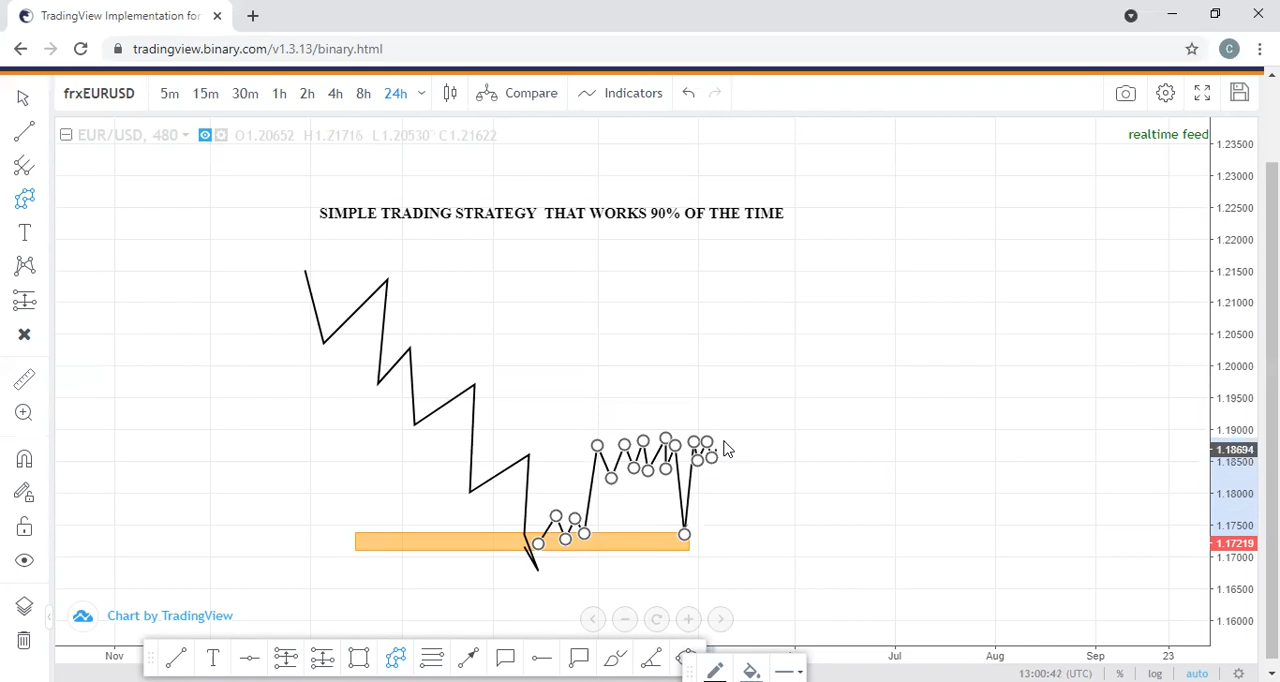 TradingView Implementation for
tradingview.binary.com/v1.3.13/binary.html
C
frxEURUSD 5m 15m 30m 1h 2h 4h 8h 24h Compare Indicators
EUR/USD, 480 O1.20652 H1.21716 L1.20530 C1.21622
realtime feed
SIMPLE TRADING STRATEGY THAT WORKS 90% OF THE TIME
1.23500
1.23000
1.22500
1.22000
1.21500
1.21000
1.20500
1.20000
1.19500
1.19000
1.18694
1.18500
1.18000
1.17500
1.17219
1.17000
1.16500
1.16000
Chart by TradingView
Nov Jul Aug Sep 23
13:00:42 (UTC) % log auto